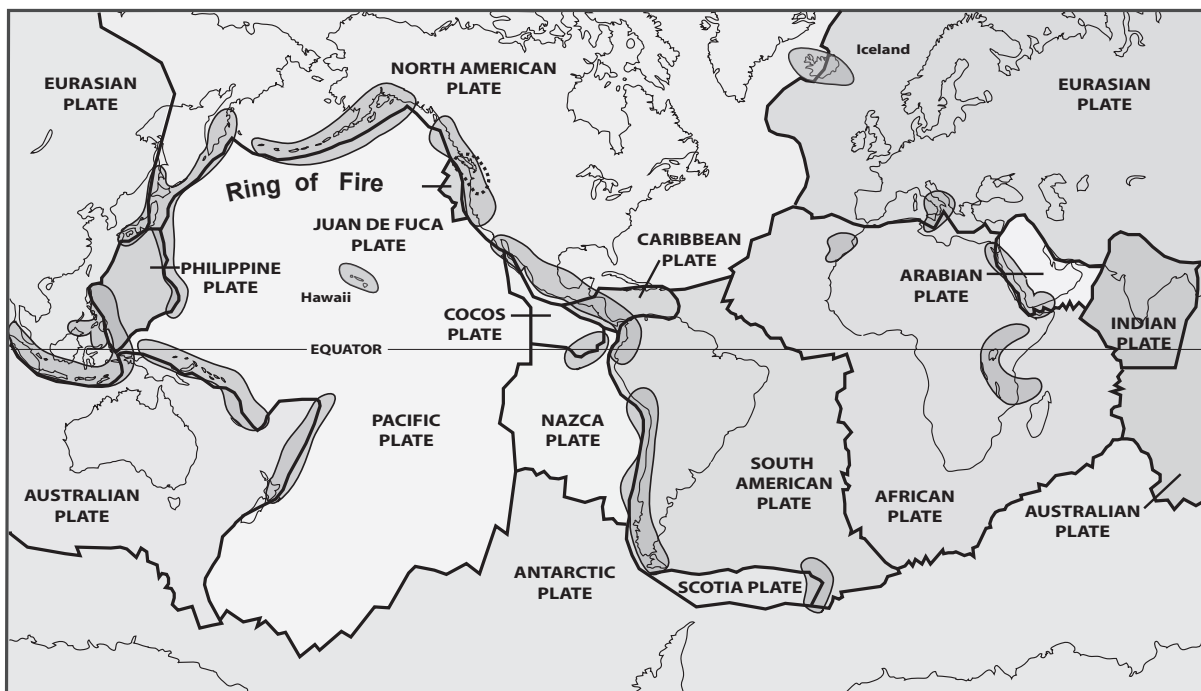 EURASIAN
PLATE
NORTH AMERICAN
PLATE
Iceland
EURASIAN
PLATE
Ring of Fire
JUAN DE FUCA
PLATE
PHILIPPINE
PLATE
Hawaii
CARIBBEAN
PLATE
ARABIAN
PLATE
INDIAN
PLATE
COCOS
PLATE
EQUATOR
PACIFIC
PLATE
NAZCA
PLATE
SOUTH
AMERICAN
PLATE
AUSTRALIAN
PLATE
AFRICAN
PLATE
AUSTRALIAN
PLATE
ANTARCTIC
PLATE
SCOTIA PLATE